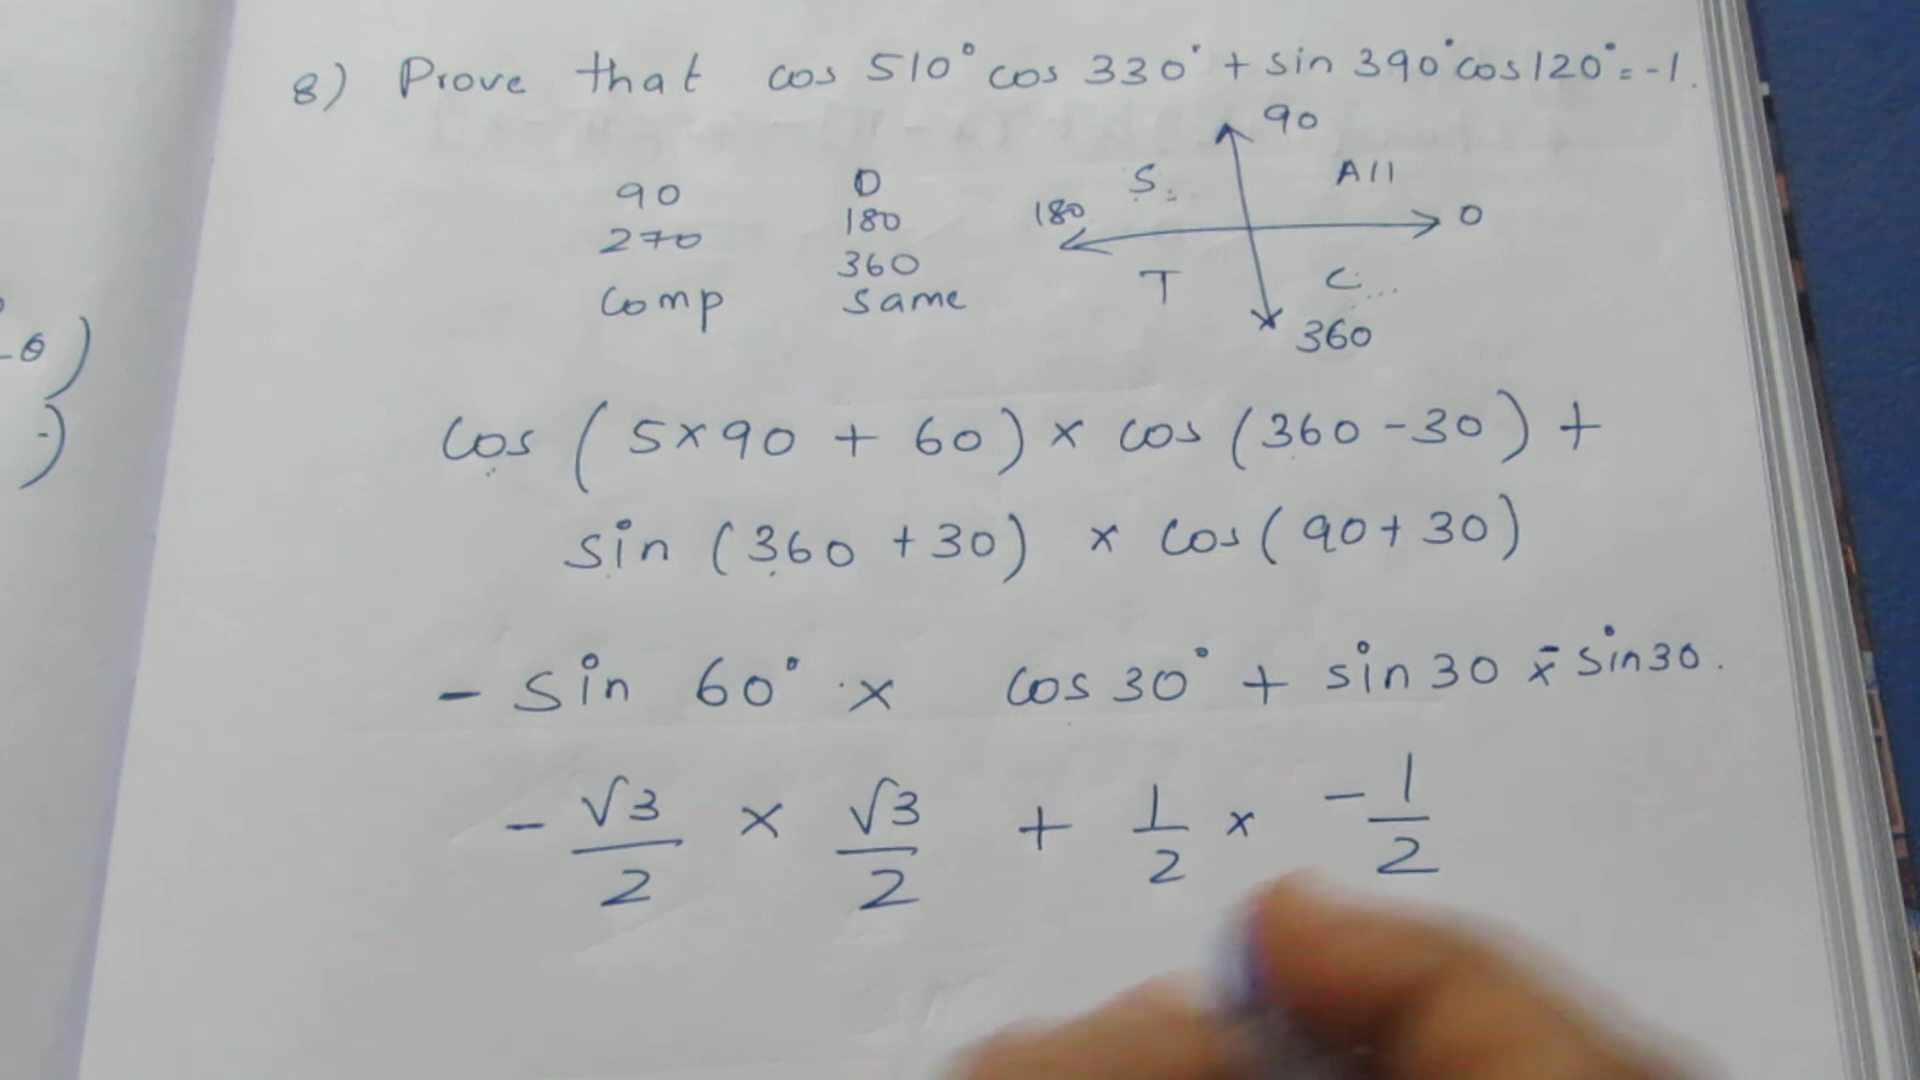 8) Prove that cos 510° cos 330° + sin 390° cos 120° = -1.
90
90 0 S. All
270 180 180 0
360 T C
Comp same 360
-θ)
-)
cos (5×90 + 60) × cos (360 -30) +
sin (360 +30) × cos (90+30)
- sin 60° × cos 30° + sin 30 × - sin 30.
- √3/2 × √3/2 + 1/2 × -1/2